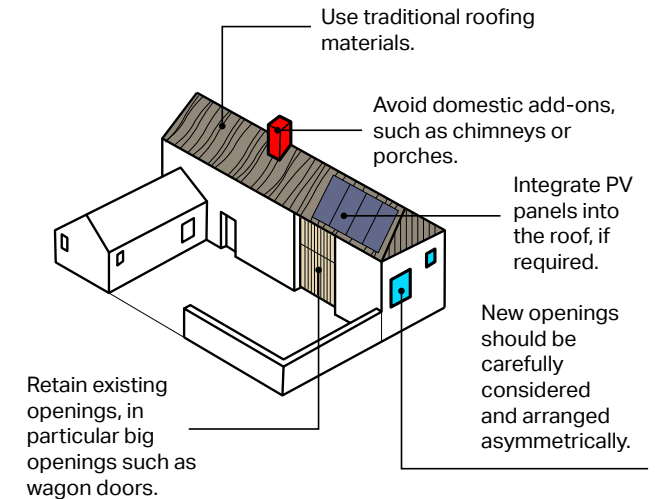 Use traditional roofing
materials.
Avoid domestic add-ons,
such as chimneys or
porches.
Integrate PV
panels into
the roof, if
required.
New openings
should be
carefully
considered
and arranged
asymmetrically.
Retain existing
openings, in
particular big
openings such as
wagon doors.